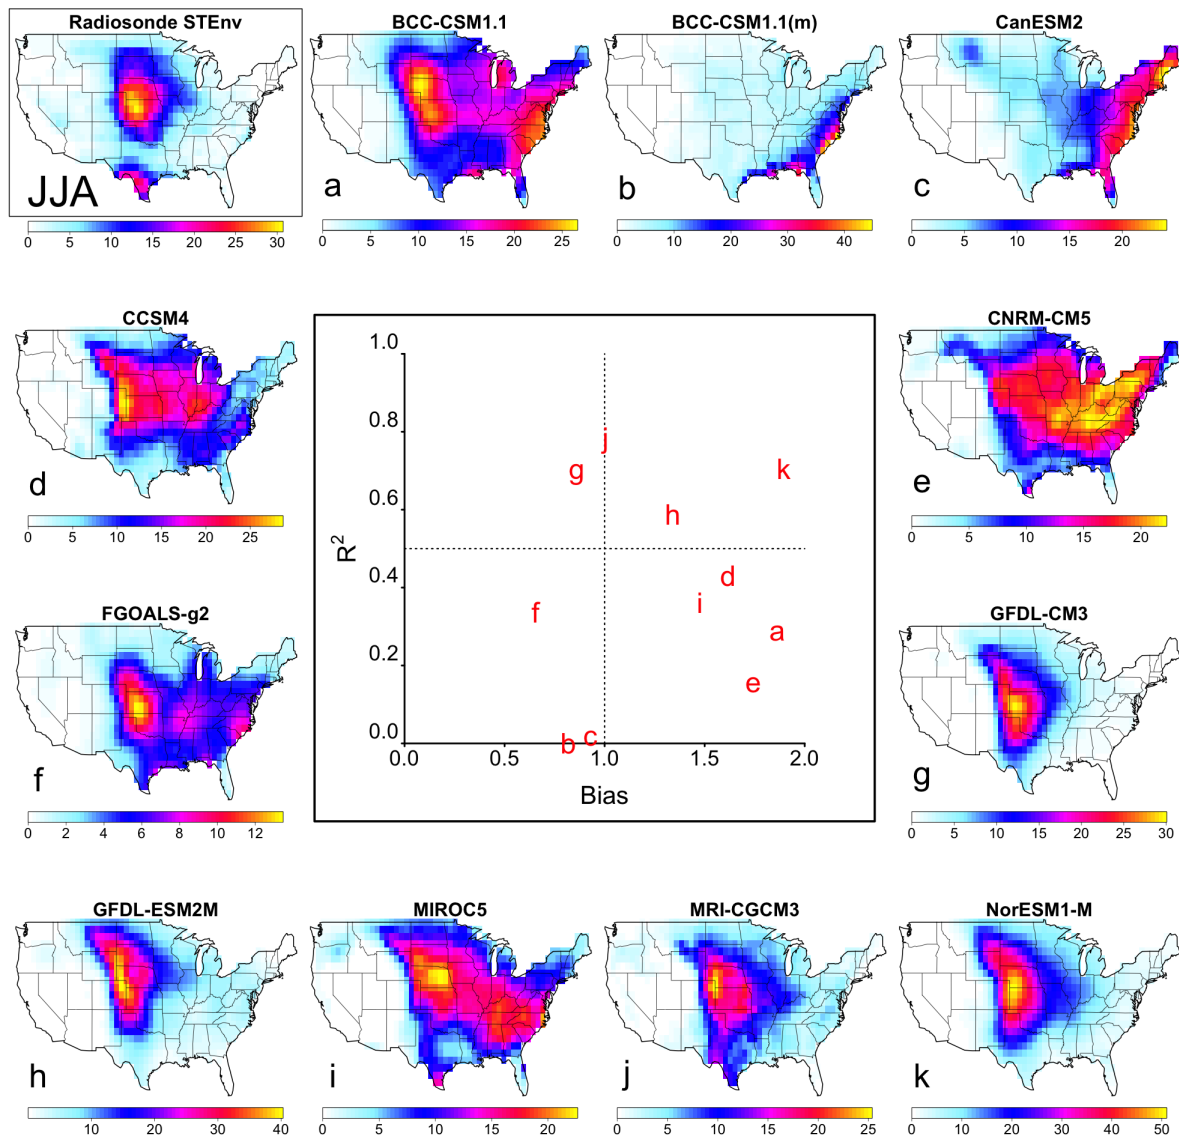 Radiosonde STEnv
BCC-CSM1.1
BCC-CSM1.1(m)
CanESM2
JJA
a
b
c
0 5 10 15 20 25 30
0 5 10 15 20 25
0 10 20 30 40
0 5 10 15 20
CCSM4
CNRM-CM5
d
e
0 5 10 15 20 25
0 5 10 15 20
1.0
0.8
0.6
0.4
0.2
0.0
R²
j
g
k
h
d
i
f
a
e
b
c
0.0 0.5 1.0 1.5 2.0
Bias
FGOALS-g2
GFDL-CM3
f
g
0 2 4 6 8 10 12
0 5 10 15 20 25 30
GFDL-ESM2M
MIROC5
MRI-CGCM3
NorESM1-M
h
i
j
k
10 20 30 40
0 5 10 15 20
0 5 10 15 20 25
0 10 20 30 40 50